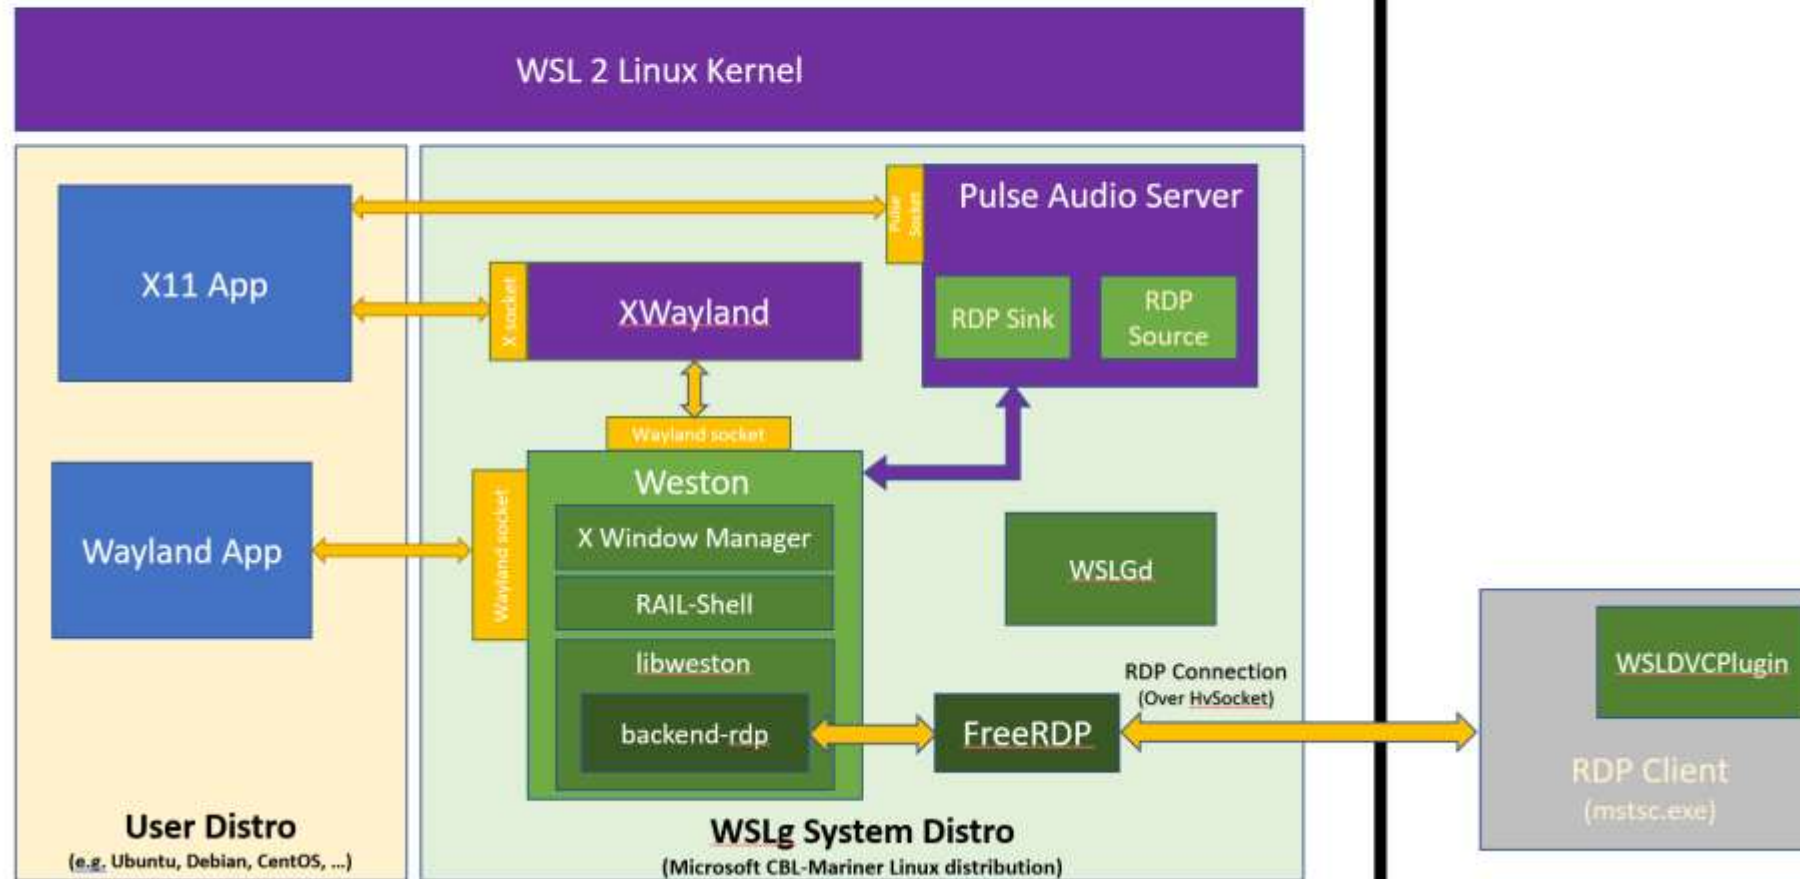 WSL 2 Linux Kernel
X11 App
Pulse
Socket
Pulse Audio Server
X socket
XWayland
RDP Sink
RDP
Source
Wayland socket
Weston
Wayland App
Wayland socket
X Window Manager
RAIL-Shell
libweston
backend-rdp
WSLGd
FreeRDP
RDP Connection
(Over HvSocket)
WSLDVCPlugin
RDP Client
(mstsc.exe)
User Distro
(e.g. Ubuntu, Debian, CentOS, ...)
WSLg System Distro
(Microsoft CBL-Mariner Linux distribution)